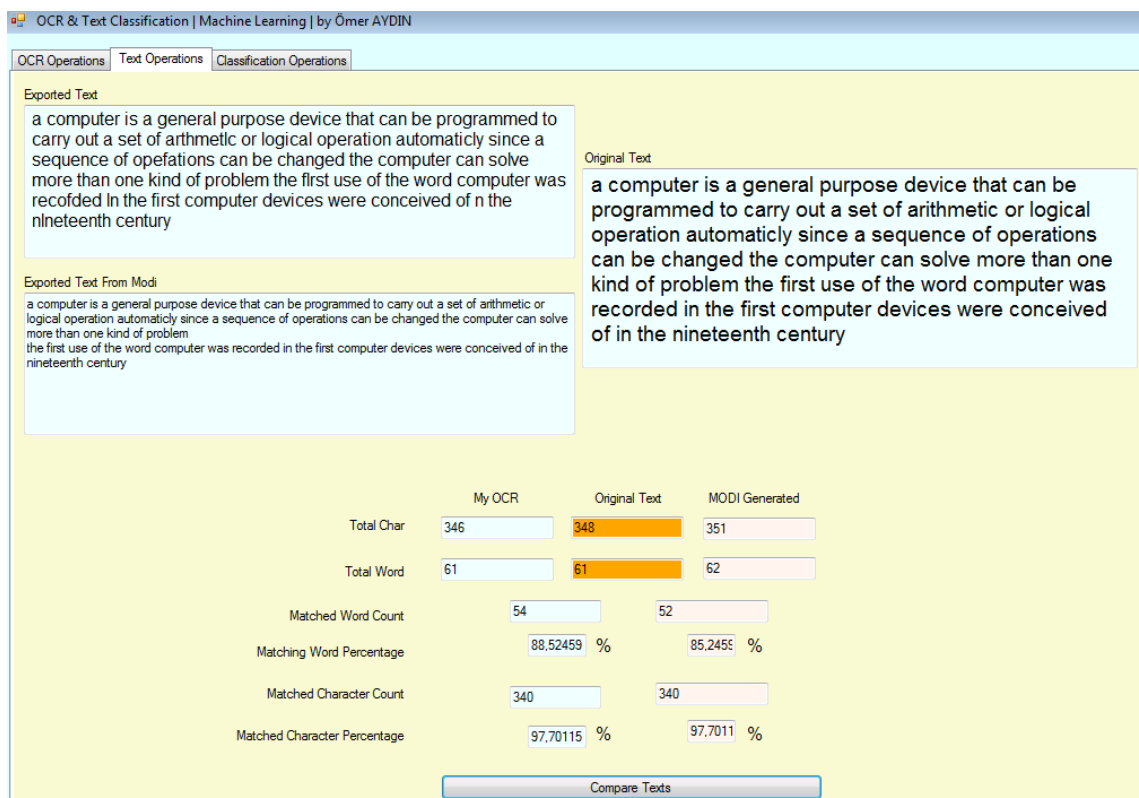 OCR & Text Classification | Machine Learning | by Ömer AYDIN
OCR Operations Text Operations Classification Operations
Exported Text
a computer is a general purpose device that can be programmed to
carry out a set of arthmetlc or logical operation automaticly since a
sequence of opefations can be changed the computer can solve
more than one kind of problem the flrst use of the word computer was
recofded ln the first computer devices were conceived of n the
nlneteenth century
Original Text
a computer is a general purpose device that can be
programmed to carry out a set of arithmetic or logical
operation automaticly since a sequence of operations
can be changed the computer can solve more than one
kind of problem the first use of the word computer was
recorded in the first computer devices were conceived
of in the nineteenth century
Exported Text From Modi
a computer is a general purpose device that can be programmed to carry out a set of arithmetic or
logical operation automaticly since a sequence of operations can be changed the computer can solve
more than one kind of problem
the first use of the word computer was recorded in the first computer devices were conceived of in the
nineteenth century
My OCR Original Text MODI Generated
Total Char 346 348 351
Total Word 61 61 62
Matched Word Count 54 52
Matching Word Percentage 88,52459 % 85,2459 %
Matched Character Count 340 340
Matched Character Percentage 97,70115 % 97,7011 %
Compare Texts